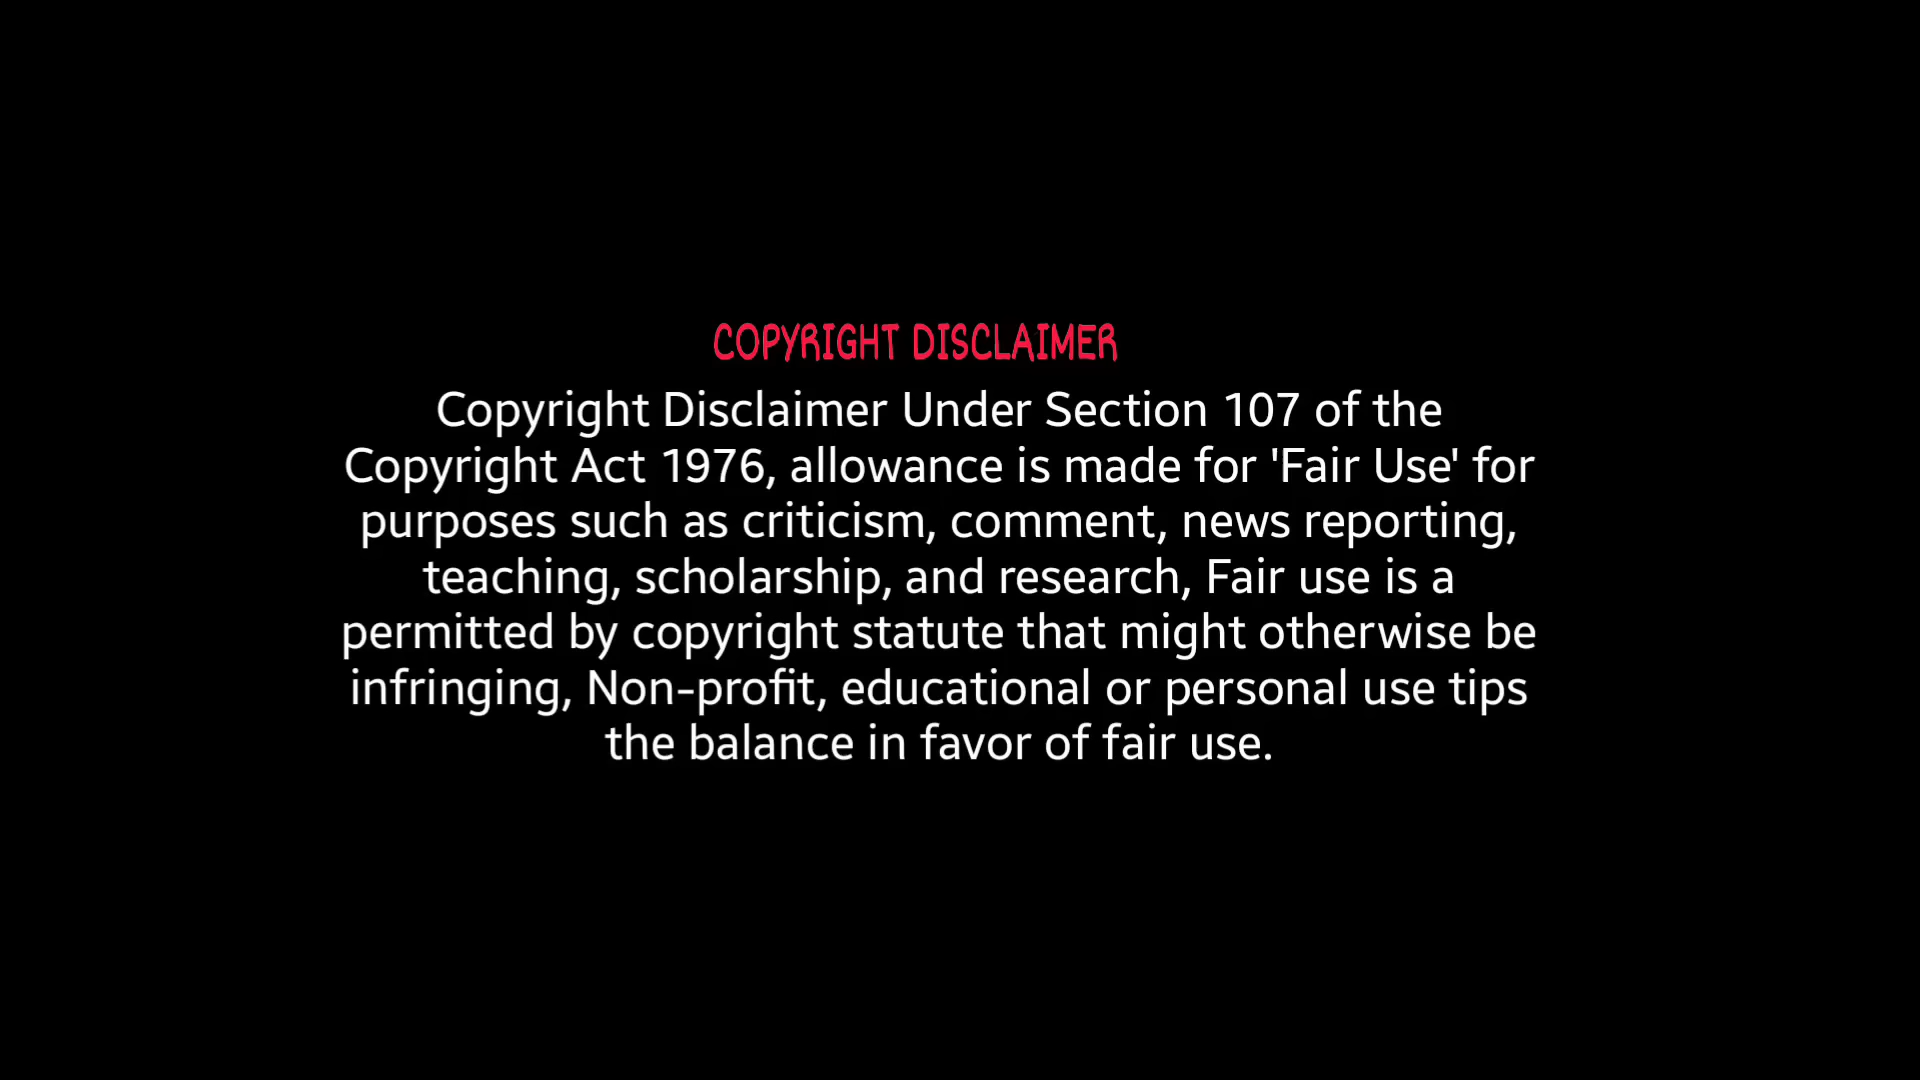 COPYRIGHT DISCLAIMER
Copyright Disclaimer Under Section 107 of the
Copyright Act 1976, allowance is made for 'Fair Use' for
purposes such as criticism, comment, news reporting,
teaching, scholarship, and research, Fair use is a
permitted by copyright statute that might otherwise be
infringing, Non-profit, educational or personal use tips
the balance in favor of fair use.